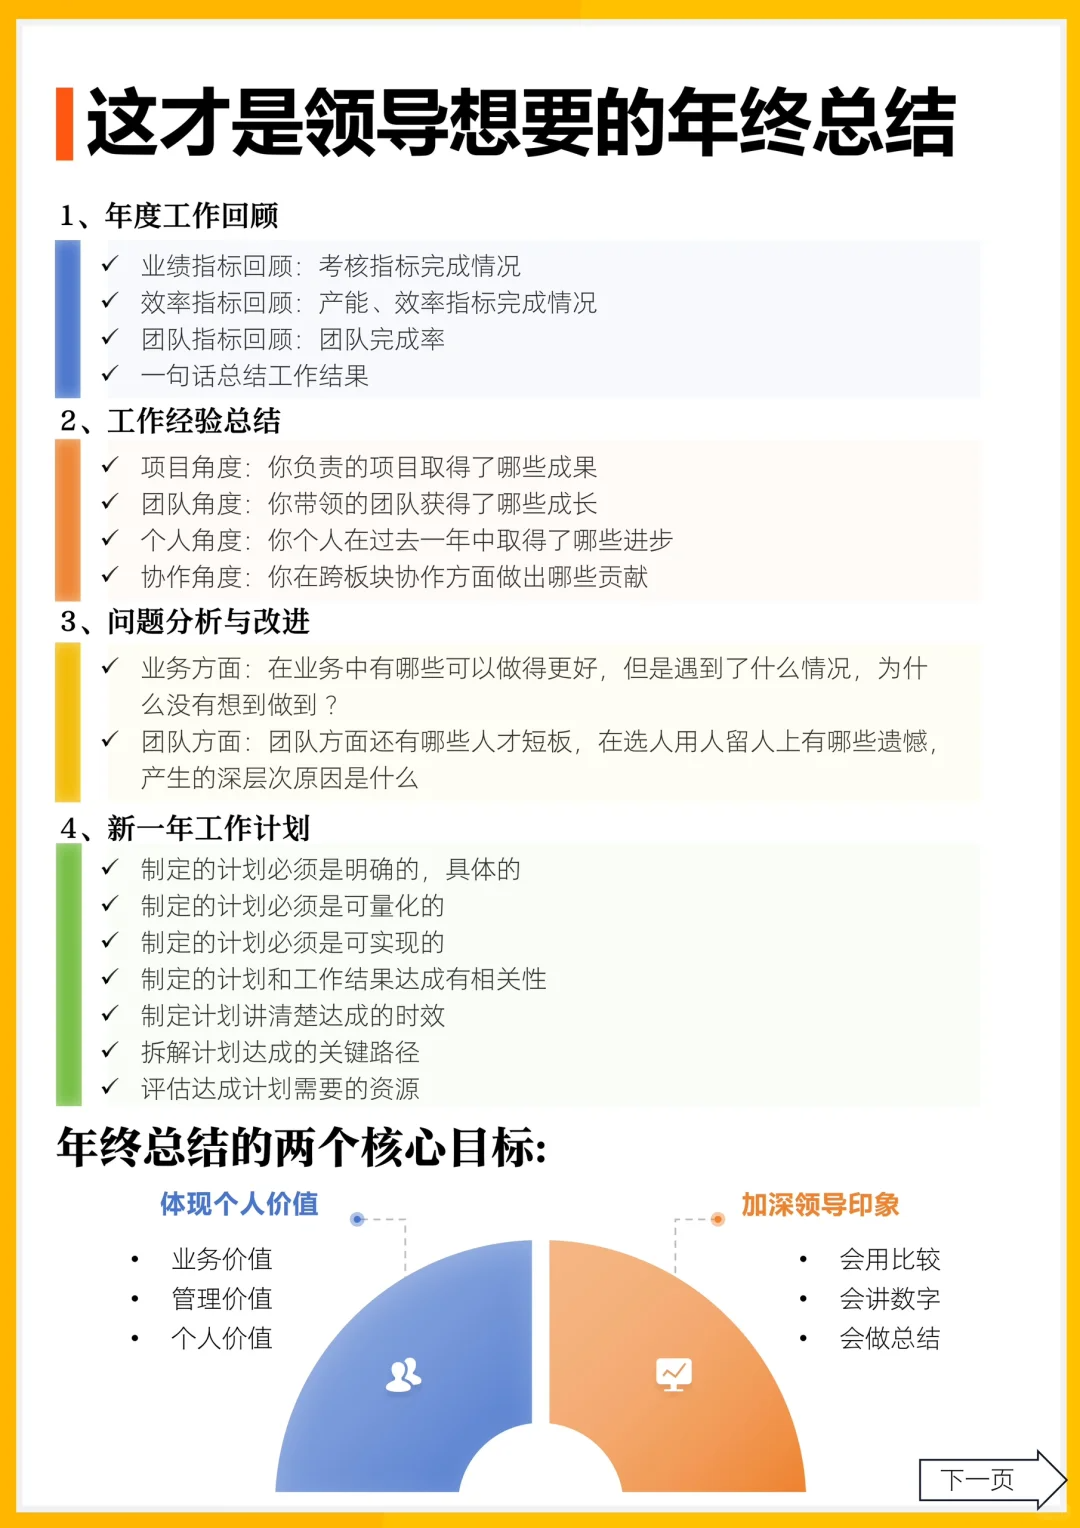 这才是领导想要的年终总结
1、年度工作回顾
✓ 业绩指标回顾：考核指标完成情况
✓ 效率指标回顾：产能、效率指标完成情况
✓ 团队指标回顾：团队完成率
✓ 一句话总结工作结果
2、工作经验总结
✓ 项目角度：你负责的项目取得了哪些成果
✓ 团队角度：你带领的团队获得了哪些成长
✓ 个人角度：你个人在过去一年中取得了哪些进步
✓ 协作角度：你在跨板块协作方面做出哪些贡献
3、问题分析与改进
✓ 业务方面：在业务中有哪些可以做得更好，但是遇到了什么情况，为什
么没有想到做到？
✓ 团队方面：团队方面还有哪些人才短板，在选人用人留人上有哪些遗憾，
产生的深层次原因是什么
4、新一年工作计划
✓ 制定的计划必须是明确的，具体的
✓ 制定的计划必须是可量化的
✓ 制定的计划必须是可实现的
✓ 制定的计划和工作结果达成有相关性
✓ 制定计划讲清楚达成的时效
✓ 拆解计划达成的关键路径
✓ 评估达成计划需要的资源
年终总结的两个核心目标:
体现个人价值
• 业务价值
• 管理价值
• 个人价值
加深领导印象
• 会用比较
• 会讲数字
• 会做总结
下一页